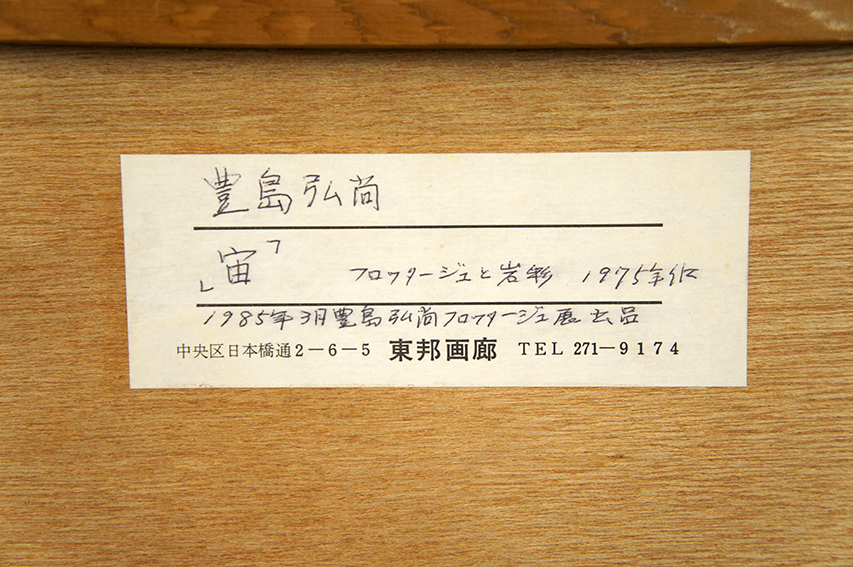 豊島弘尚
「宙」 フロッタージュと岩彩 1975年作
1985年3月豊島弘尚フロッタージュ展出品
中央区日本橋通2-6-5 東邦画廊 TEL 271-9174